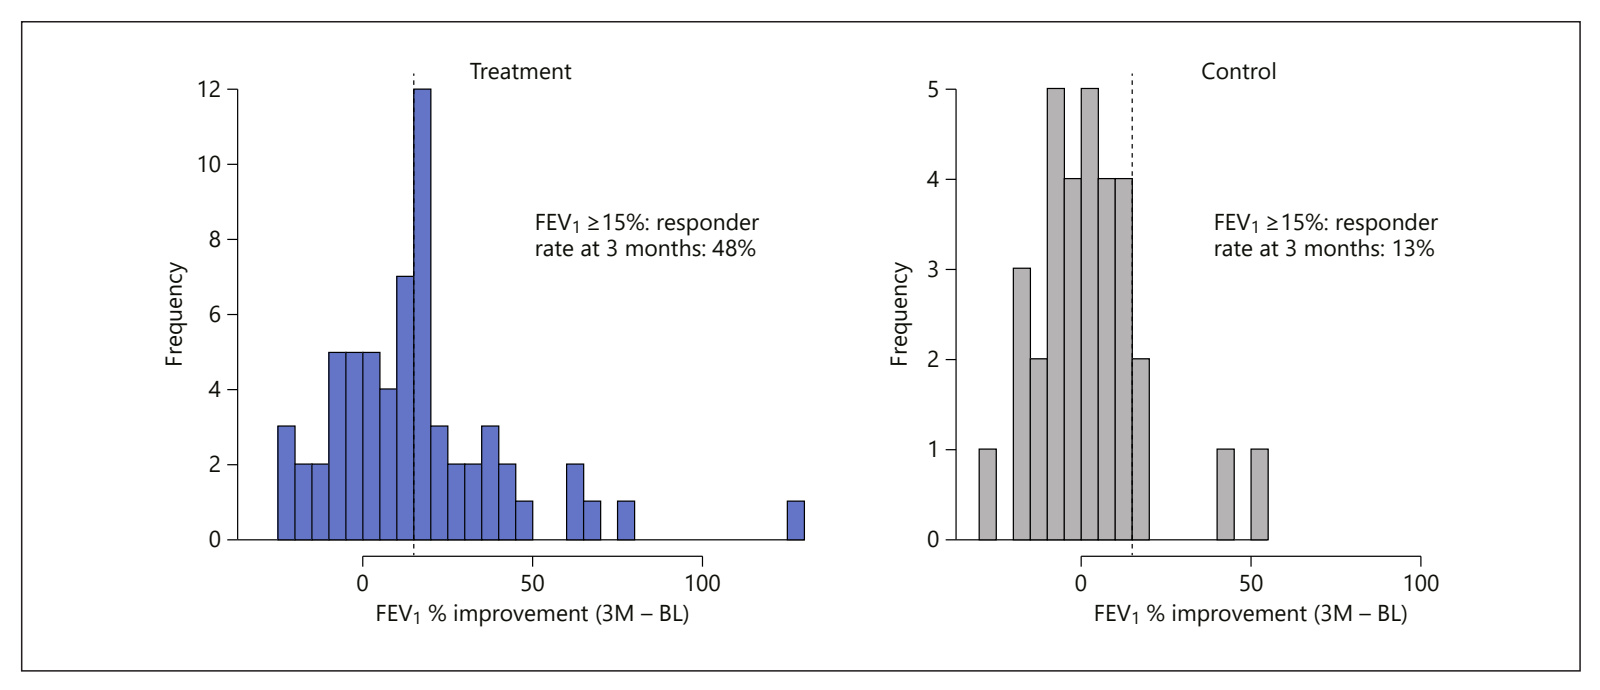 Treatment
12
10
8
6
4
2
0
Frequency
FEV₁ ≥15%: responder
rate at 3 months: 48%
0 50 100
FEV₁ % improvement (3M – BL)
Control
5
4
3
2
1
0
Frequency
FEV₁ ≥15%: responder
rate at 3 months: 13%
0 50 100
FEV₁ % improvement (3M – BL)